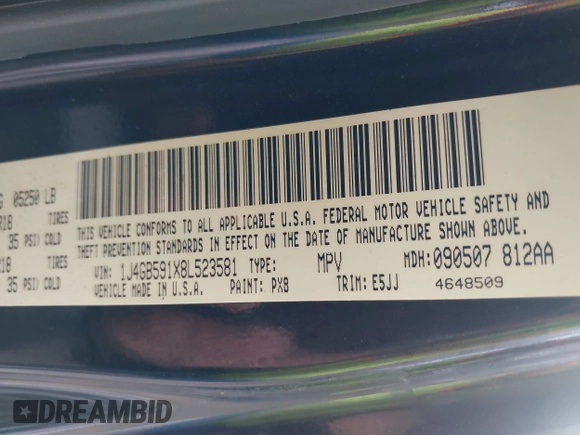 G 05250 LB
R18 TIRES
35 PSI) COLD
R18 TIRES
35 PSI) COLD
THIS VEHICLE CONFORMS TO ALL APPLICABLE U.S.A. FEDERAL MOTOR VEHICLE SAFETY AND
THEFT PREVENTION STANDARDS IN EFFECT ON THE DATE OF MANUFACTURE SHOWN ABOVE.
VIN: 1J4GB591X8L523581 TYPE: MPV MDH: 090507 812AA
VEHICLE MADE IN U.S.A. PAINT: PX8 TRIM: E5JJ 4648509
DREAMBID